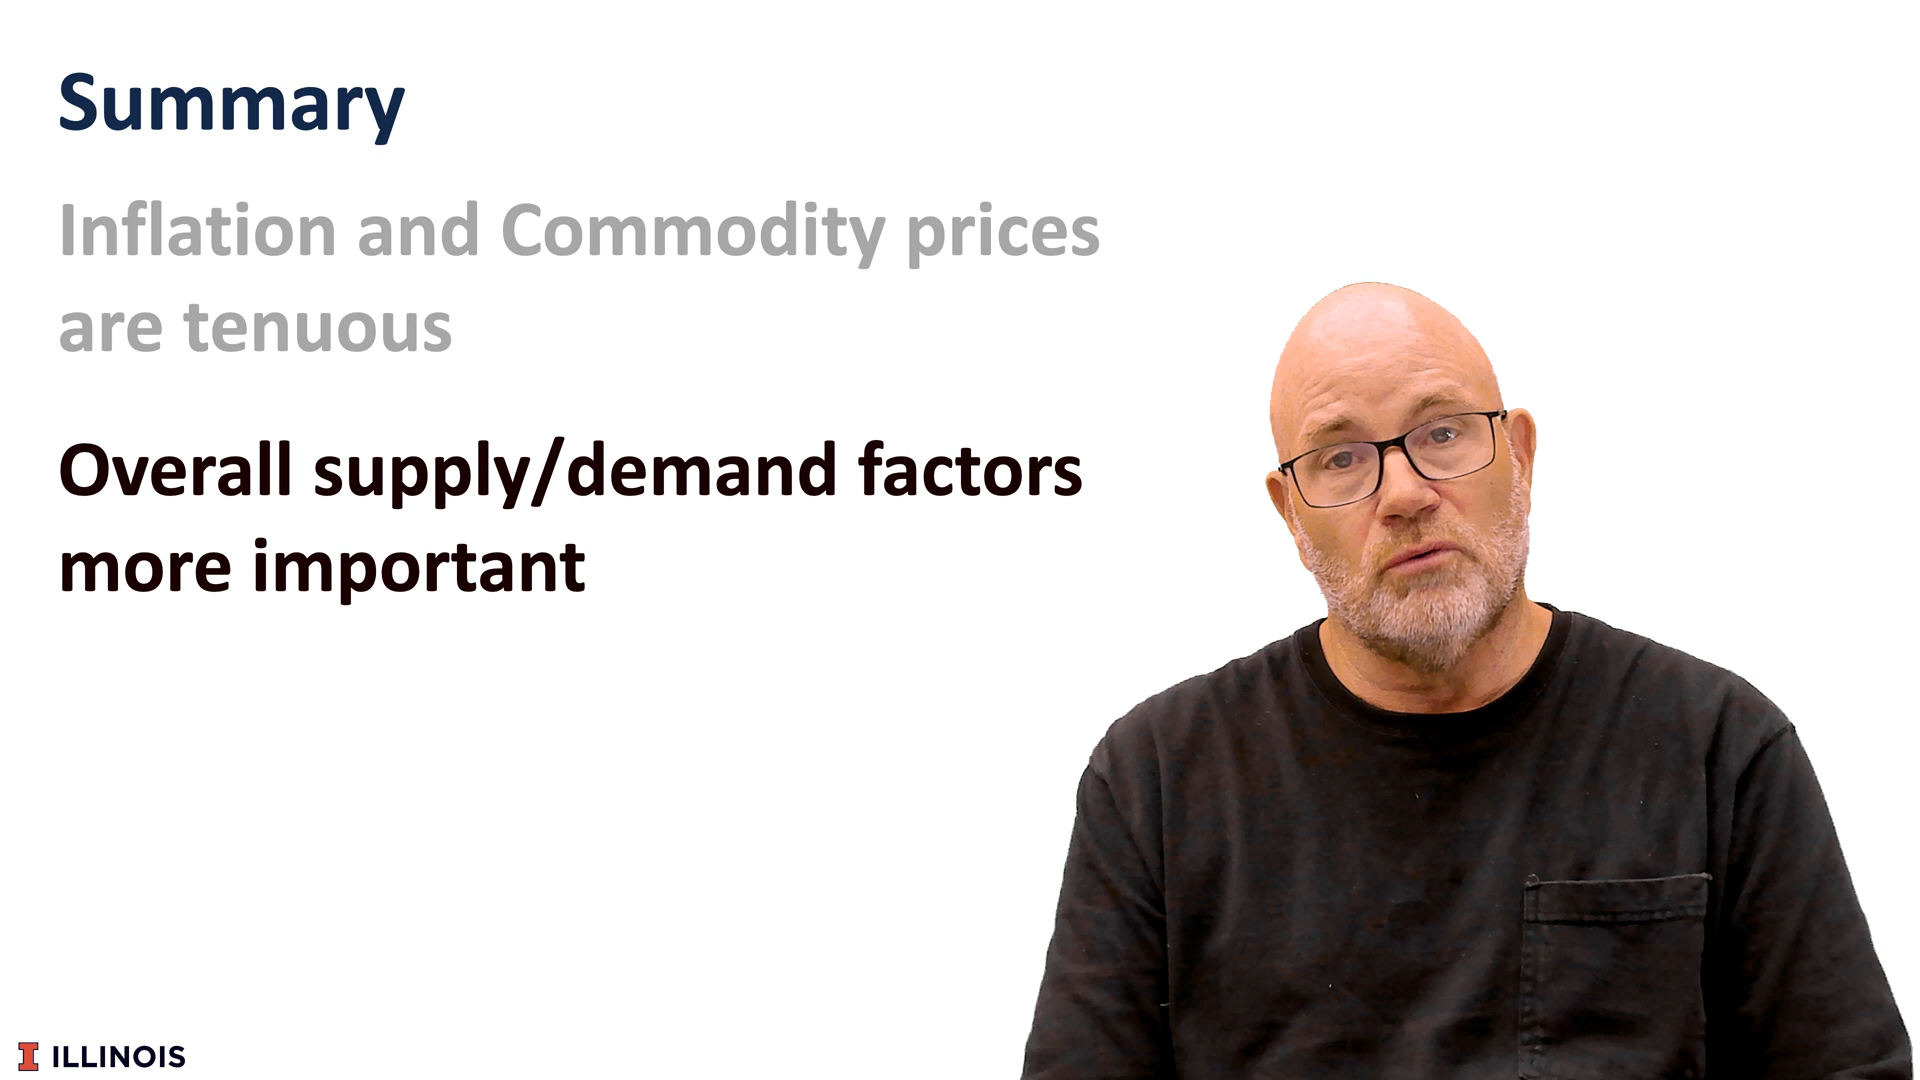 Summary
Inflation and Commodity prices
are tenuous
Overall supply/demand factors
more important
ILLINOIS